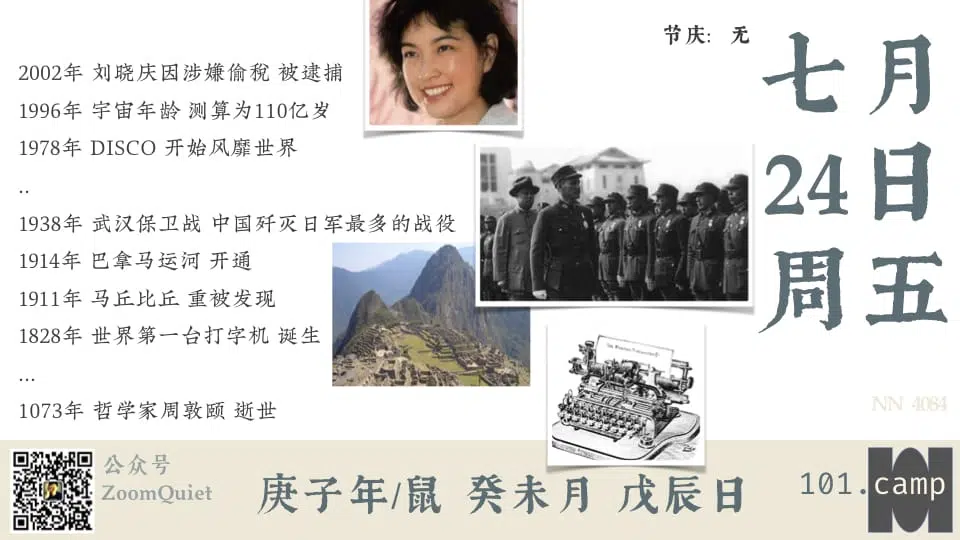 节庆: 无
七月
24日
周五
2002年 刘晓庆因涉嫌偷税 被逮捕
1996年 宇宙年龄 测算为110亿岁
1978年 DISCO 开始风靡世界
..
1938年 武汉保卫战 中国歼灭日军最多的战役
1914年 巴拿马运河 开通
1911年 马丘比丘 重被发现
1828年 世界第一台打字机 诞生
...
1073年 哲学家周敦颐 逝世
NN 4084
公众号
ZoomQuiet
庚子年/鼠 癸未月 戊辰日
101.camp